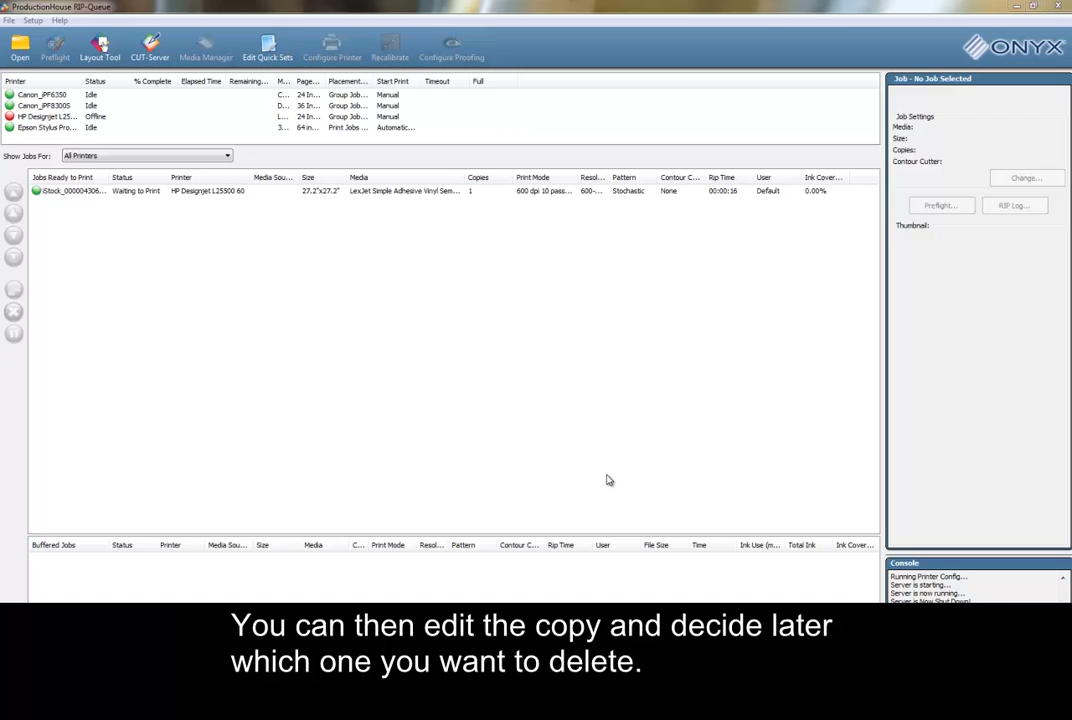 ProductionHouse RIP-Queue
File Setup Help
Open Preflight Layout Tool CUT-Server Media Manager Edit Quick Sets Configure Printer Recalibrate Configure Proofing
ONYX
Printer Status % Complete Elapsed Time Remaining... M... Page... Placement... Start Print Timeout Full
Canon_iPF6350 Idle C... 24 In... Group Job... Manual
Canon_iPF8300S Idle D... 36 In... Group Job... Manual
HP Designjet L25... Offline L... 24 In... Group Job... Manual
Epson Stylus Pro... Idle 3... 64 in... Print Jobs ... Automatic...
Show Jobs For: All Printers
Jobs Ready to Print Status Printer Media Sou... Size Media Copies Print Mode Resol... Pattern Contour C... Rip Time User Ink Cover...
iStock_000004306... Waiting to Print HP Designjet L25500 60 27.2"x27.2" LexJet Simple Adhesive Vinyl Sem... 1 600 dpi 10 pass... 600-... Stochastic None 00:00:16 Default 0.00%
Buffered Jobs Status Printer Media Sou... Size Media C... Print Mode Resol... Pattern Contour C... Rip Time User File Size Time Ink Use (m... Total Ink Ink Cover...
Job - No Job Selected
Job Settings
Media:
Size:
Copies:
Contour Cutter:
Change...
Preflight... RIP Log...
Thumbnail:
Console
Running Printer Config...
Server is starting...
Server is now running...
Server is Now Shut Down!
You can then edit the copy and decide later
which one you want to delete.